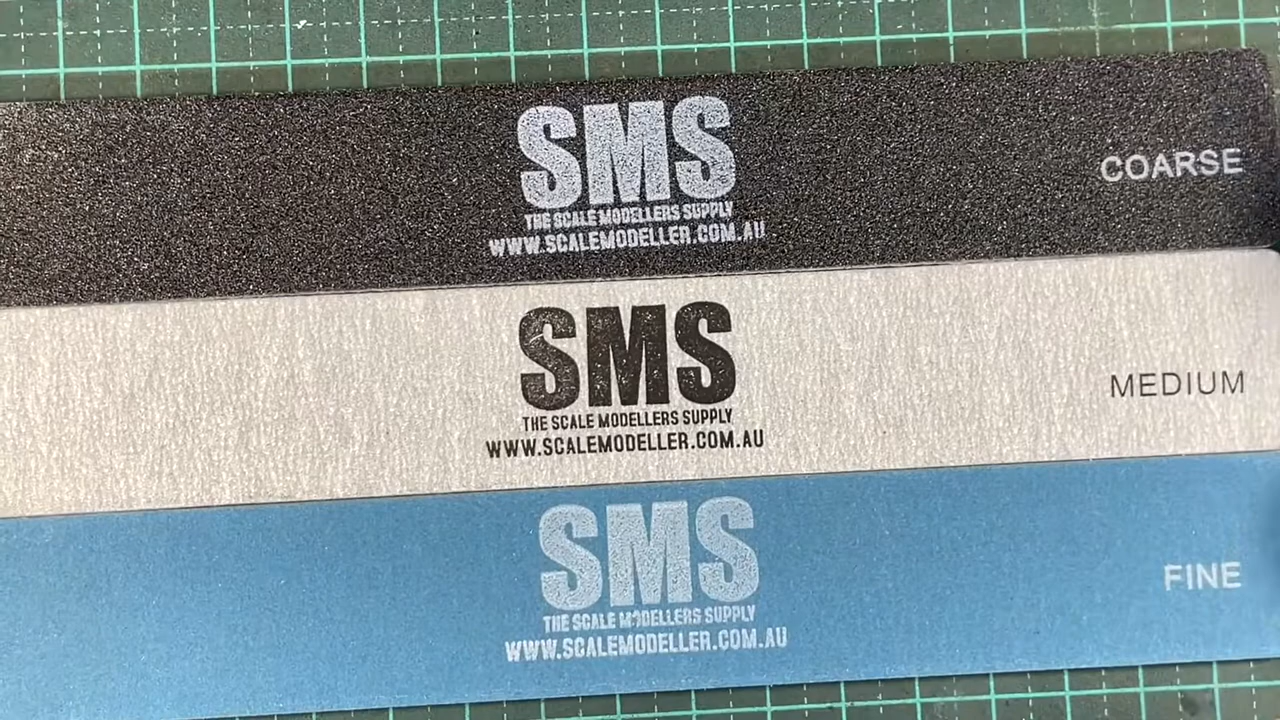 SMS
THE SCALE MODELLERS SUPPLY
WWW.SCALEMODELLER.COM.AU
COARSE
SMS
THE SCALE MODELLERS SUPPLY
WWW.SCALEMODELLER.COM.AU
MEDIUM
SMS
THE SCALE MODELLERS SUPPLY
WWW.SCALEMODELLER.COM.AU
FINE